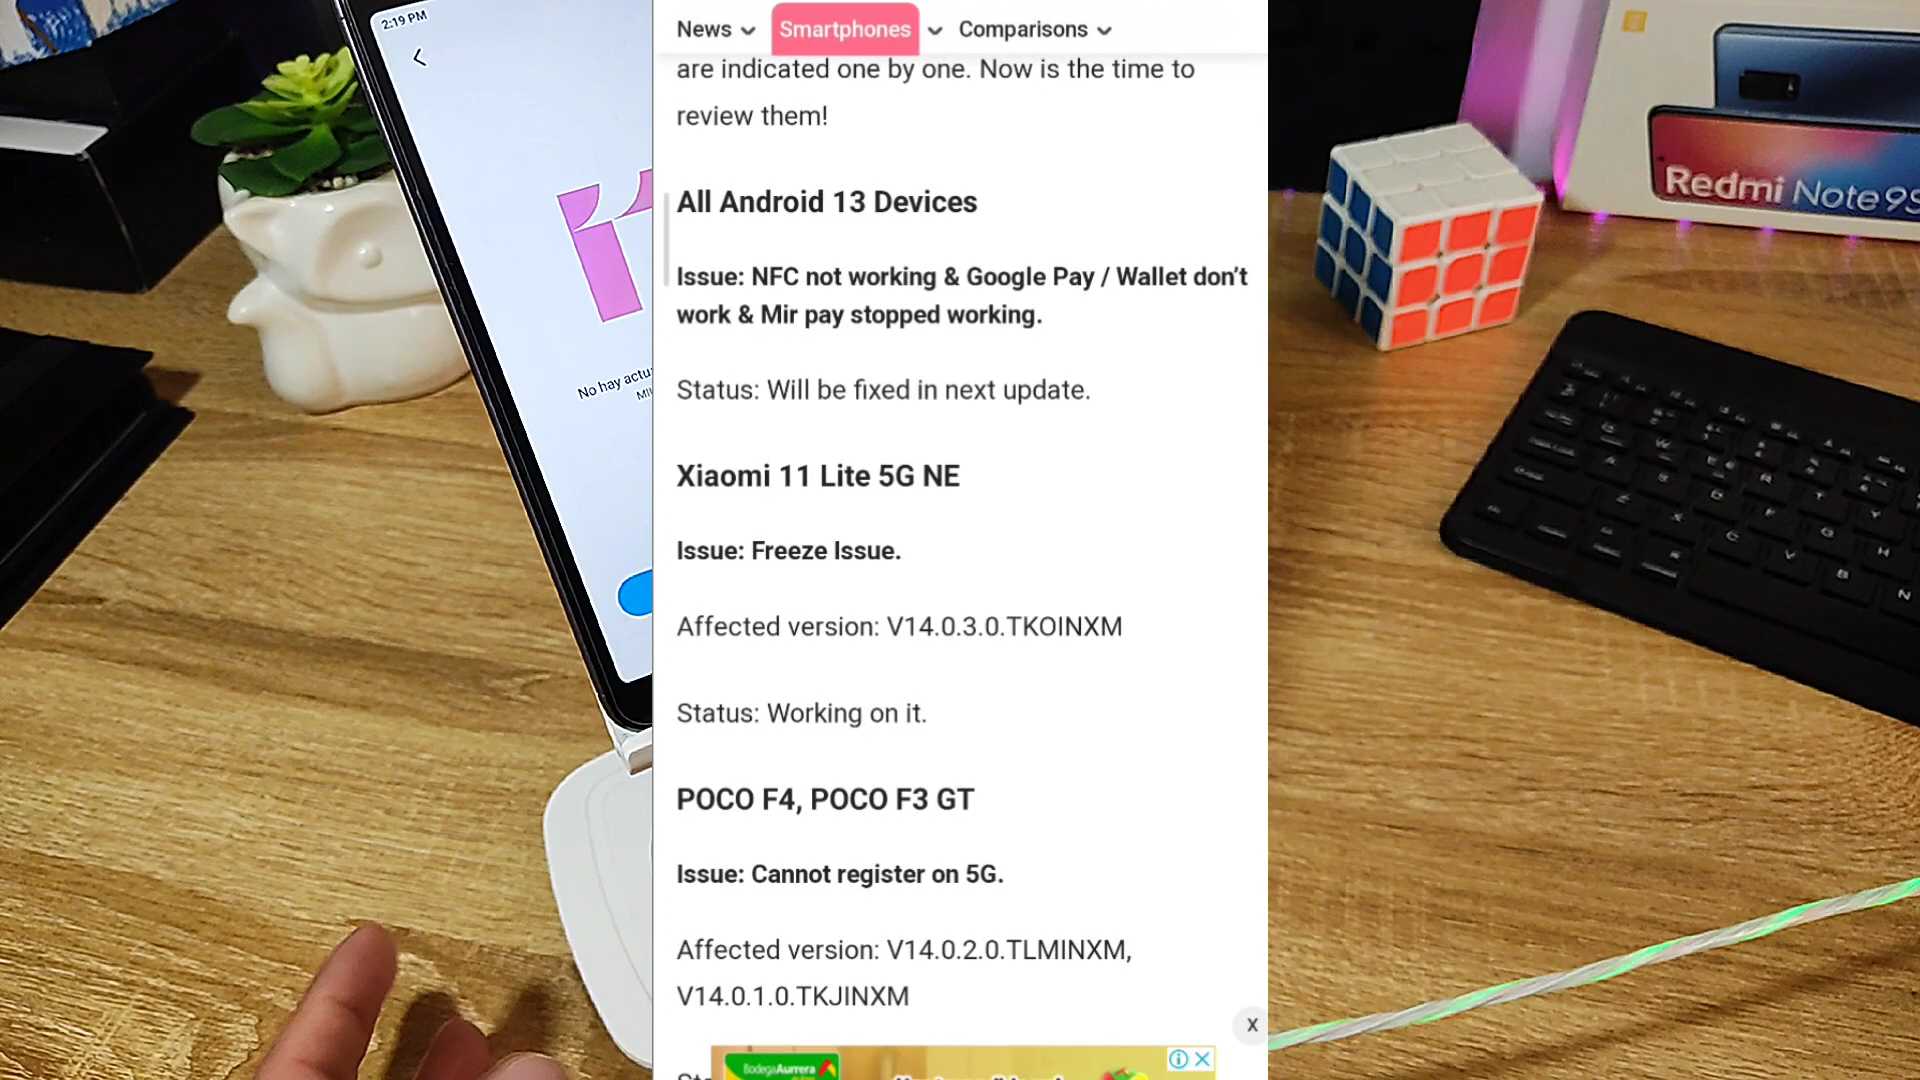 2:19 PM
No hay actu
MI
News
Smartphones
Comparisons
are indicated one by one. Now is the time to
review them!
All Android 13 Devices
Issue: NFC not working & Google Pay / Wallet don’t
work & Mir pay stopped working.
Status: Will be fixed in next update.
Xiaomi 11 Lite 5G NE
Issue: Freeze Issue.
Affected version: V14.0.3.0.TKOINXM
Status: Working on it.
POCO F4, POCO F3 GT
Issue: Cannot register on 5G.
Affected version: V14.0.2.0.TLMINXM,
V14.0.1.0.TKJINXM
X
BodegaAurrera
Redmi Note 9S